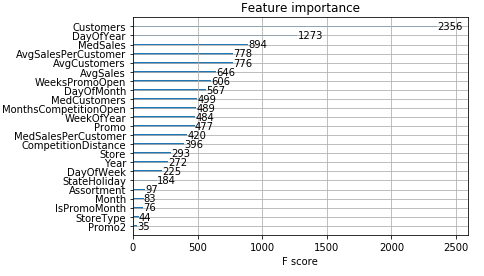 Feature importance
Customers 2356
DayOfYear 1273
MedSales 894
AvgSalesPerCustomer 778
AvgCustomers 776
AvgSales 646
WeeksPromoOpen 606
DayOfMonth 567
MedCustomers 499
MonthsCompetitionOpen 489
WeekOfYear 484
Promo 477
MedSalesPerCustomer 420
CompetitionDistance 396
Store 293
Year 272
DayOfWeek 225
StateHoliday 184
Assortment 97
Month 83
IsPromoMonth 76
StoreType 44
Promo2 35
0 500 1000 1500 2000 2500
F score